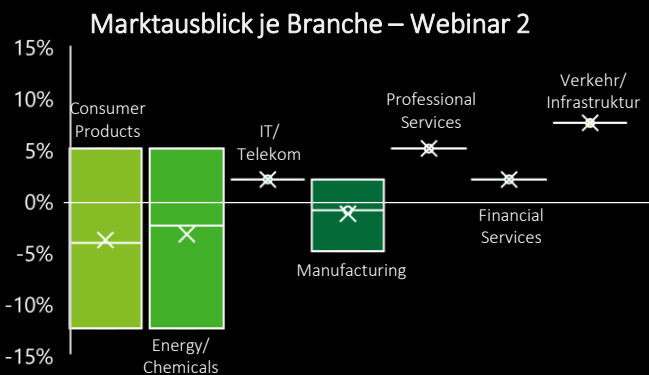 Marktausblick je Branche – Webinar 2
15%
10%
5%
0%
-5%
-10%
-15%
Consumer
Products
Energy/
Chemicals
IT/
Telekom
Manufacturing
Professional
Services
Financial
Services
Verkehr/
Infrastruktur